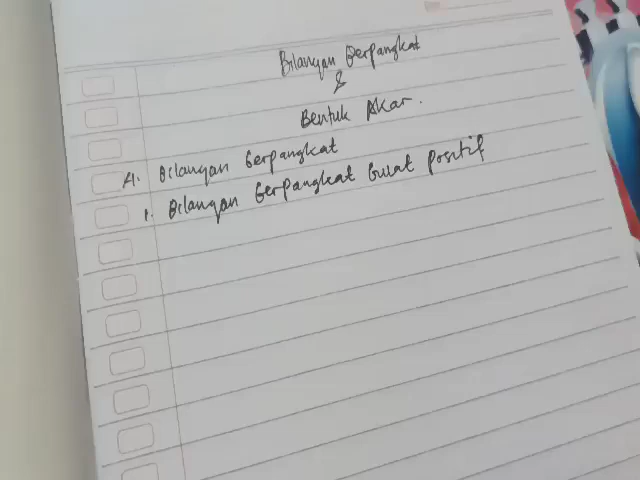 Bilangan Berpangkat
&
Bentuk Akar.
A. Bilangan berpangkat
1. Bilangan berpangkat bulat positif